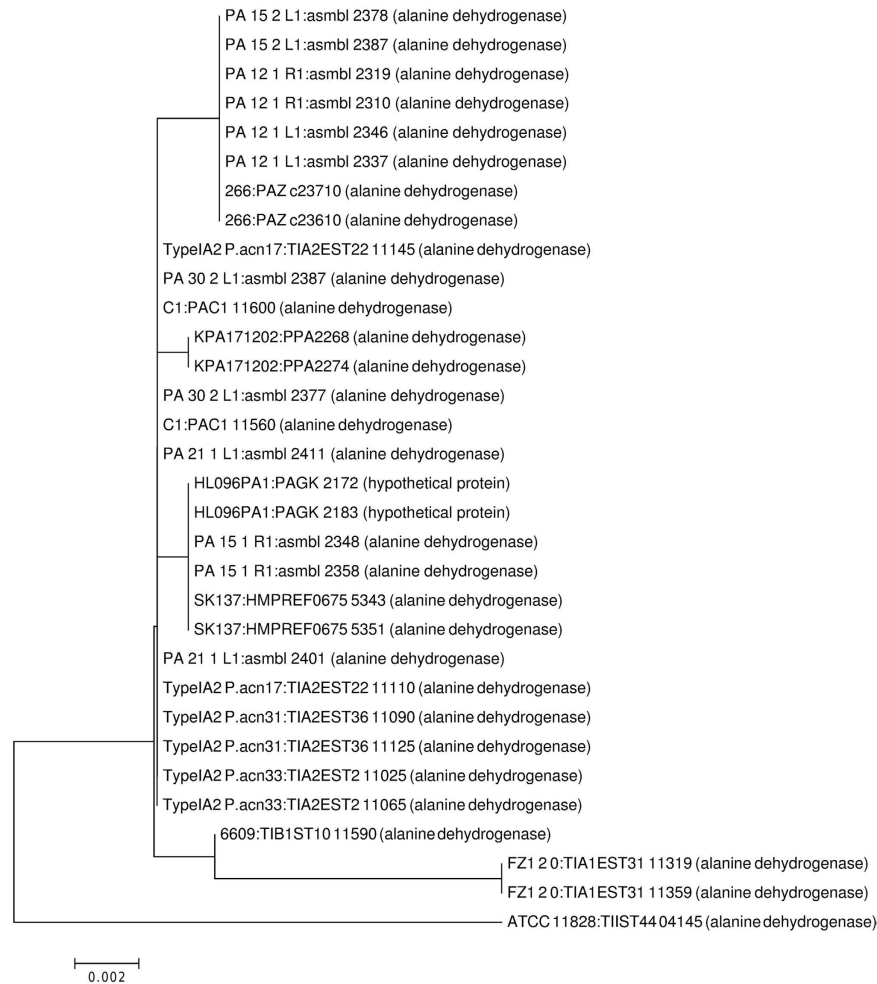 PA 15 2 L1:asmbl 2378 (alanine dehydrogenase)
PA 15 2 L1:asmbl 2387 (alanine dehydrogenase)
PA 12 1 R1:asmbl 2319 (alanine dehydrogenase)
PA 12 1 R1:asmbl 2310 (alanine dehydrogenase)
PA 12 1 L1:asmbl 2346 (alanine dehydrogenase)
PA 12 1 L1:asmbl 2337 (alanine dehydrogenase)
266:PAZ c23710 (alanine dehydrogenase)
266:PAZ c23610 (alanine dehydrogenase)
TypeIA2 P.acn17:TIA2EST22 11145 (alanine dehydrogenase)
PA 30 2 L1:asmbl 2387 (alanine dehydrogenase)
C1:PAC1 11600 (alanine dehydrogenase)
KPA171202:PPA2268 (alanine dehydrogenase)
KPA171202:PPA2274 (alanine dehydrogenase)
PA 30 2 L1:asmbl 2377 (alanine dehydrogenase)
C1:PAC1 11560 (alanine dehydrogenase)
PA 21 1 L1:asmbl 2411 (alanine dehydrogenase)
HL096PA1:PAGK 2172 (hypothetical protein)
HL096PA1:PAGK 2183 (hypothetical protein)
PA 15 1 R1:asmbl 2348 (alanine dehydrogenase)
PA 15 1 R1:asmbl 2358 (alanine dehydrogenase)
SK137:HMPREF0675 5343 (alanine dehydrogenase)
SK137:HMPREF0675 5351 (alanine dehydrogenase)
PA 21 1 L1:asmbl 2401 (alanine dehydrogenase)
TypeIA2 P.acn17:TIA2EST22 11110 (alanine dehydrogenase)
TypeIA2 P.acn31:TIA2EST36 11090 (alanine dehydrogenase)
TypeIA2 P.acn31:TIA2EST36 11125 (alanine dehydrogenase)
TypeIA2 P.acn33:TIA2EST2 11025 (alanine dehydrogenase)
TypeIA2 P.acn33:TIA2EST2 11065 (alanine dehydrogenase)
6609:TIB1ST10 11590 (alanine dehydrogenase)
FZ1 2 0:TIA1EST31 11319 (alanine dehydrogenase)
FZ1 2 0:TIA1EST31 11359 (alanine dehydrogenase)
ATCC 11828:TIIST44 04145 (alanine dehydrogenase)
0.002